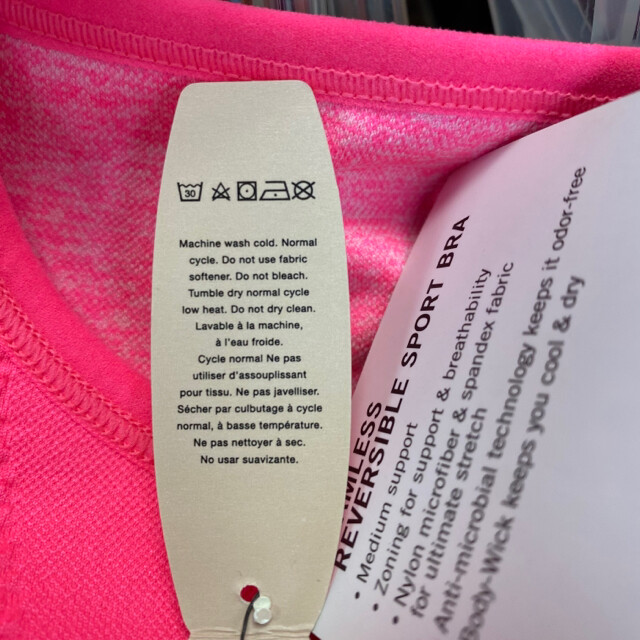 30
Machine wash cold. Normal
cycle. Do not use fabric
softener. Do not bleach.
Tumble dry normal cycle
low heat. Do not dry clean.
Lavable à la machine,
à l'eau froide.
Cycle normal Ne pas
utiliser d'assouplissant
pour tissu. Ne pas javelliser.
Sécher par culbutage à cycle
normal, à basse température.
Ne pas nettoyer à sec.
No usar suavizante.
REVERSIBLE SPORT BRA
• Medium support
• Zoning for support & breathability
• Nylon microfiber & spandex fabric
for ultimate stretch
Anti-microbial technology keeps it odor-free
Body-Wick keeps you cool & dry